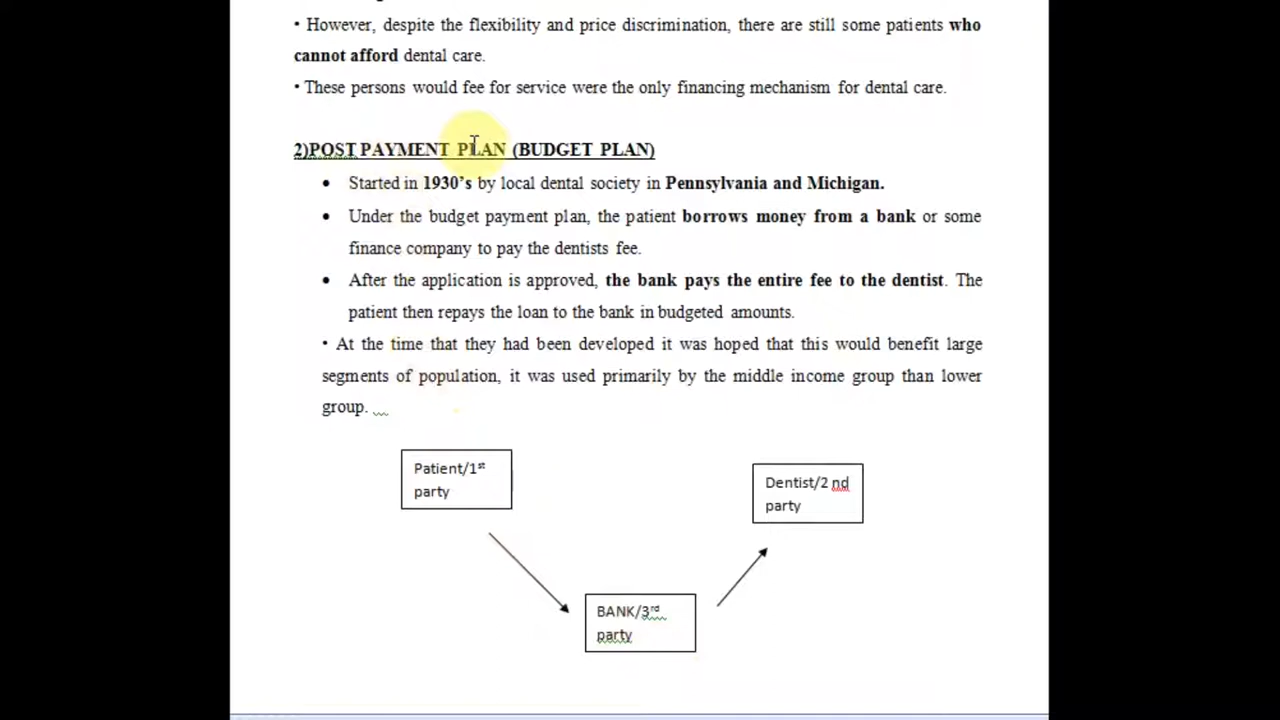 • However, despite the flexibility and price discrimination, there are still some patients who
cannot afford dental care.
• These persons would fee for service were the only financing mechanism for dental care.
2)POST PAYMENT PLAN (BUDGET PLAN)
• Started in 1930's by local dental society in Pennsylvania and Michigan.
• Under the budget payment plan, the patient borrows money from a bank or some
finance company to pay the dentists fee.
• After the application is approved, the bank pays the entire fee to the dentist. The
patient then repays the loan to the bank in budgeted amounts.
• At the time that they had been developed it was hoped that this would benefit large
segments of population, it was used primarily by the middle income group than lower
group.
Patient/1st
party
Dentist/2 nd
party
BANK/3rd
party